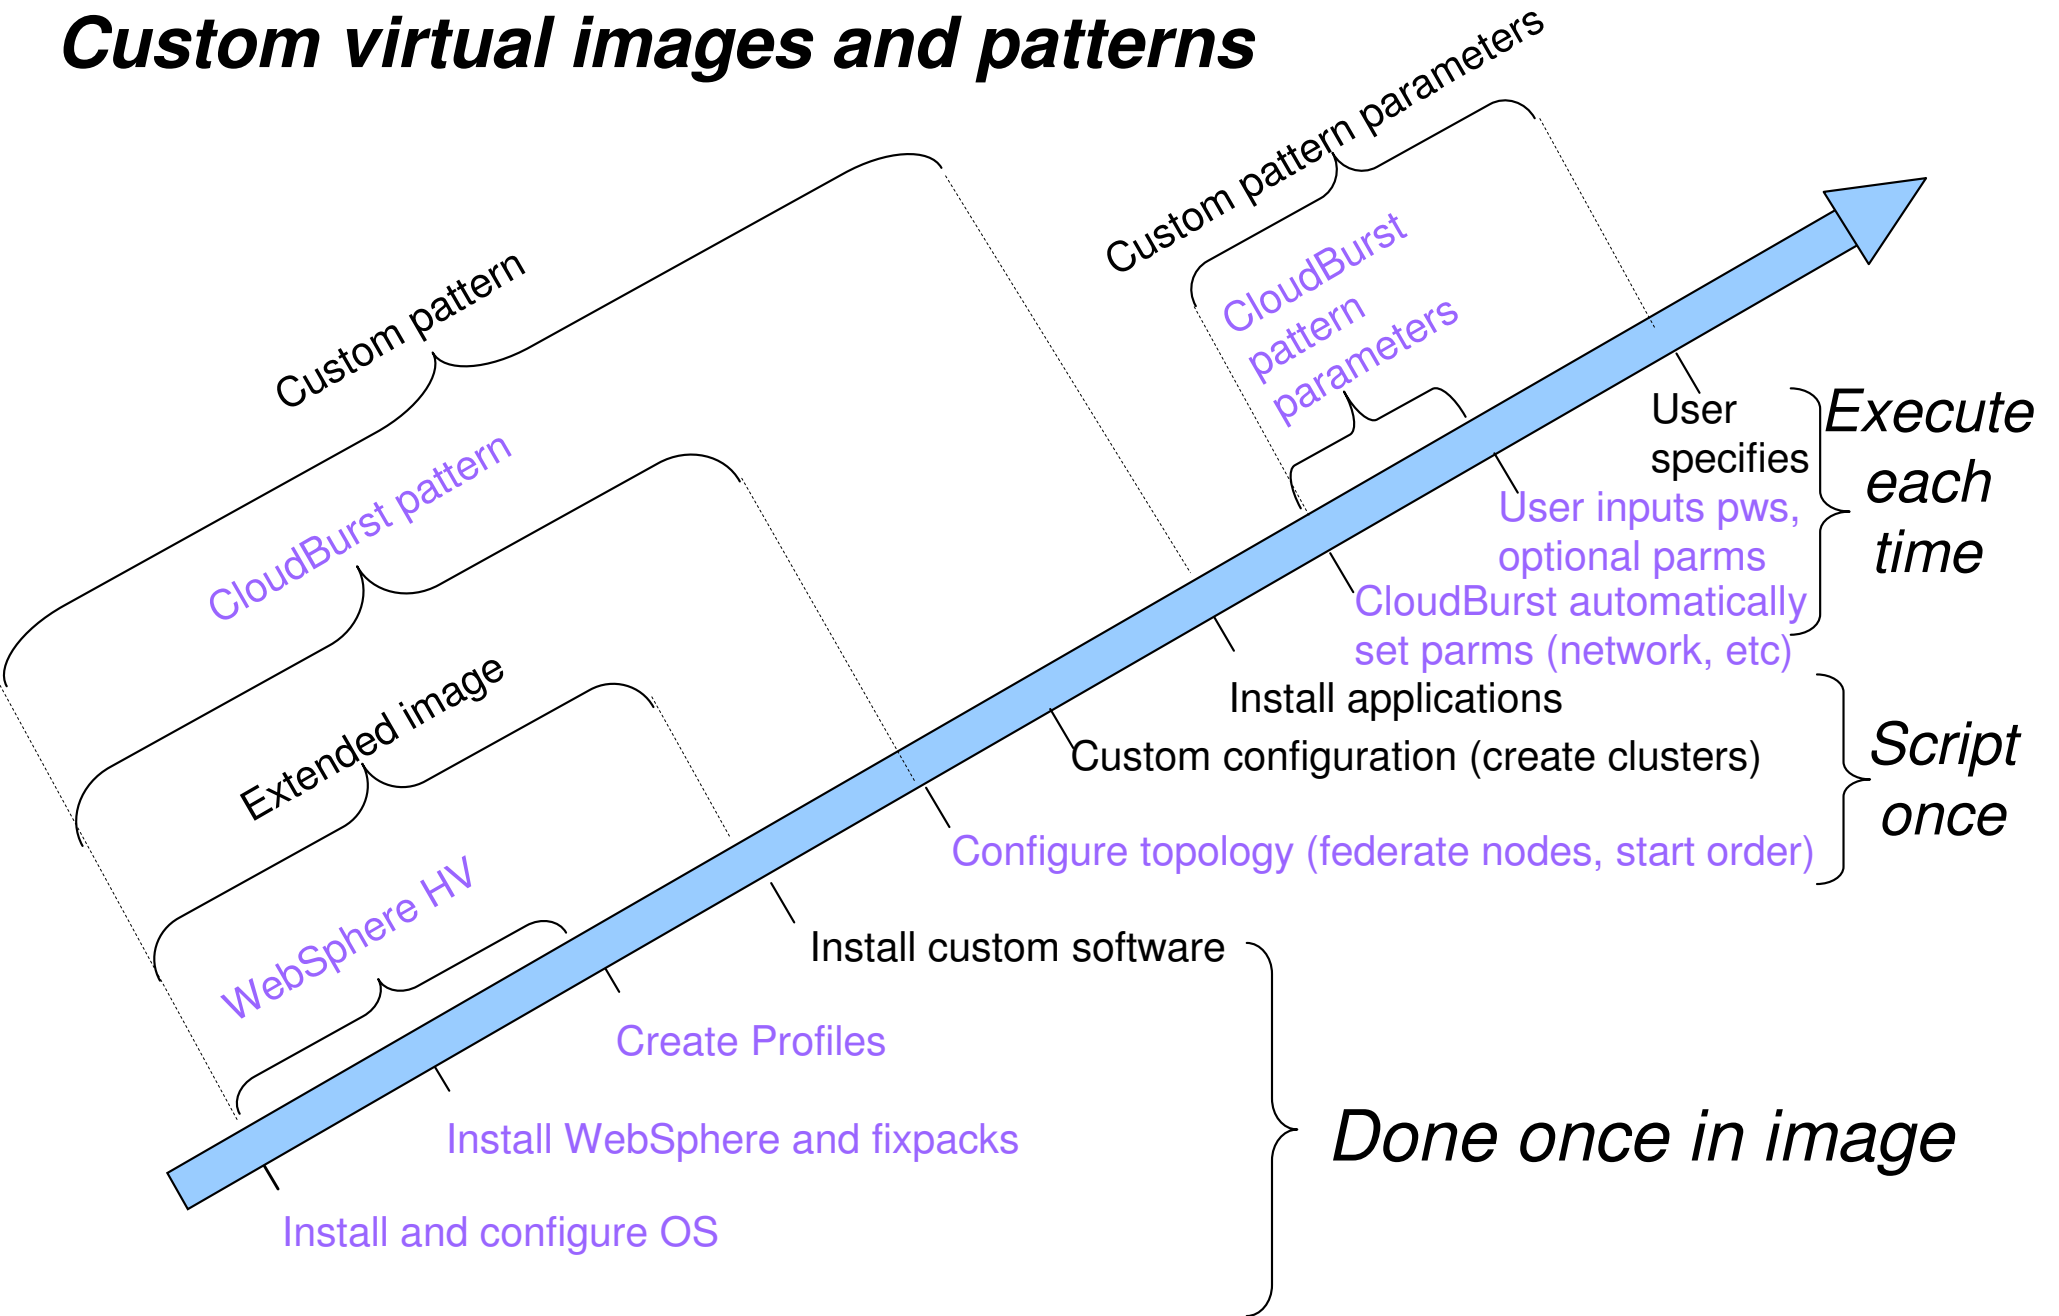 Custom virtual images and patterns
Custom pattern parameters
CloudBurst
pattern
parameters
Custom pattern
CloudBurst pattern
Extended image
WebSphere HV
User
specifies
User inputs pws,
optional parms
CloudBurst automatically
set parms (network, etc)
Execute
each
time
Install applications
Custom configuration (create clusters)
Configure topology (federate nodes, start order)
Script
once
Install custom software
Create Profiles
Install WebSphere and fixpacks
Install and configure OS
Done once in image